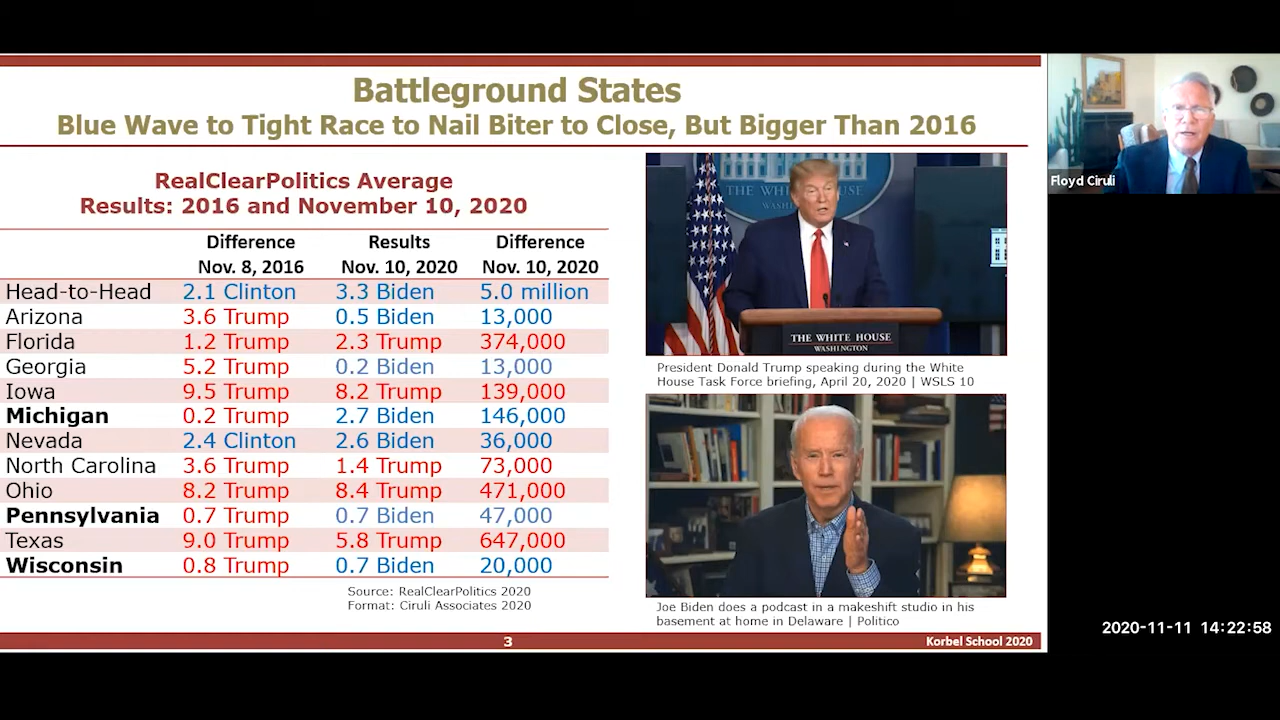 Battleground States
Blue Wave to Tight Race to Nail Biter to Close, But Bigger Than 2016
RealClearPolitics Average
Results: 2016 and November 10, 2020
Difference Results Difference
Nov. 8, 2016 Nov. 10, 2020 Nov. 10, 2020
Head-to-Head 2.1 Clinton 3.3 Biden 5.0 million
Arizona 3.6 Trump 0.5 Biden 13,000
Florida 1.2 Trump 2.3 Trump 374,000
Georgia 5.2 Trump 0.2 Biden 13,000
Iowa 9.5 Trump 8.2 Trump 139,000
Michigan 0.2 Trump 2.7 Biden 146,000
Nevada 2.4 Clinton 2.6 Biden 36,000
North Carolina 3.6 Trump 1.4 Trump 73,000
Ohio 8.2 Trump 8.4 Trump 471,000
Pennsylvania 0.7 Trump 0.7 Biden 47,000
Texas 9.0 Trump 5.8 Trump 647,000
Wisconsin 0.8 Trump 0.7 Biden 20,000
Source: RealClearPolitics 2020
Format: Ciruli Associates 2020
THE WHITE HOUSE
WASHINGTON
President Donald Trump speaking during the White
House Task Force briefing, April 20, 2020 | WSLS 10
Joe Biden does a podcast in a makeshift studio in his
basement at home in Delaware | Politico
3
Korbel School 2020
Floyd Ciruli
2020-11-11 14:22:58